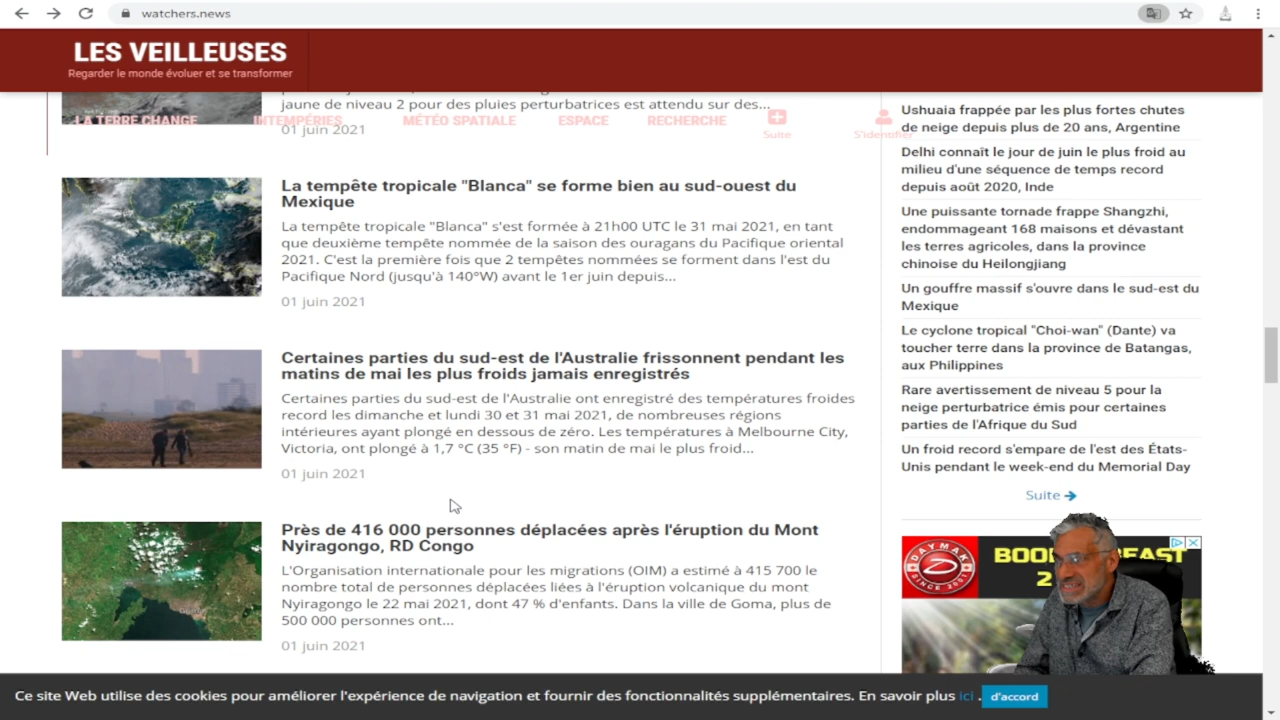 watchers.news
LES VEILLEUSES
Regarder le monde évoluer et se transformer
jaune de niveau 2 pour des pluies perturbatrices est attendu sur des...
LA TERRE CHANGE
INTEMPÉRIES
MÉTÉO SPATIALE
ESPACE
RECHERCHE
Suite
S'identifier
01 juin 2021
La tempête tropicale "Blanca" se forme bien au sud-ouest du
Mexique
La tempête tropicale "Blanca" s'est formée à 21h00 UTC le 31 mai 2021, en tant
que deuxième tempête nommée de la saison des ouragans du Pacifique oriental
2021. C'est la première fois que 2 tempêtes nommées se forment dans l'est du
Pacifique Nord (jusqu'à 140°W) avant le 1er juin depuis...
01 juin 2021
Certaines parties du sud-est de l'Australie frissonnent pendant les
matins de mai les plus froids jamais enregistrés
Certaines parties du sud-est de l'Australie ont enregistré des températures froides
record les dimanche et lundi 30 et 31 mai 2021, de nombreuses régions
intérieures ayant plongé en dessous de zéro. Les températures à Melbourne City,
Victoria, ont plongé à 1,7 °C (35 °F) - son matin de mai le plus froid...
01 juin 2021
Près de 416 000 personnes déplacées après l'éruption du Mont
Nyiragongo, RD Congo
L'Organisation internationale pour les migrations (OIM) a estimé à 415 700 le
nombre total de personnes déplacées liées à l'éruption volcanique du mont
Nyiragongo le 22 mai 2021, dont 47 % d'enfants. Dans la ville de Goma, plus de
500 000 personnes ont...
01 juin 2021
Ushuaia frappée par les plus fortes chutes
de neige depuis plus de 20 ans, Argentine
Delhi connaît le jour de juin le plus froid au
milieu d'une séquence de temps record
depuis août 2020, Inde
Une puissante tornade frappe Shangzhi,
endommageant 168 maisons et dévastant
les terres agricoles, dans la province
chinoise du Heilongjiang
Un gouffre massif s'ouvre dans le sud-est du
Mexique
Le cyclone tropical "Choi-wan" (Dante) va
toucher terre dans la province de Batangas,
aux Philippines
Rare avertissement de niveau 5 pour la
neige perturbatrice émis pour certaines
parties de l'Afrique du Sud
Un froid record s'empare de l'est des États-
Unis pendant le week-end du Memorial Day
Suite
DAYMAK
SINCE 2001
2
Ce site Web utilise des cookies pour améliorer l'expérience de navigation et fournir des fonctionnalités supplémentaires. En savoir plus ici . d'accord